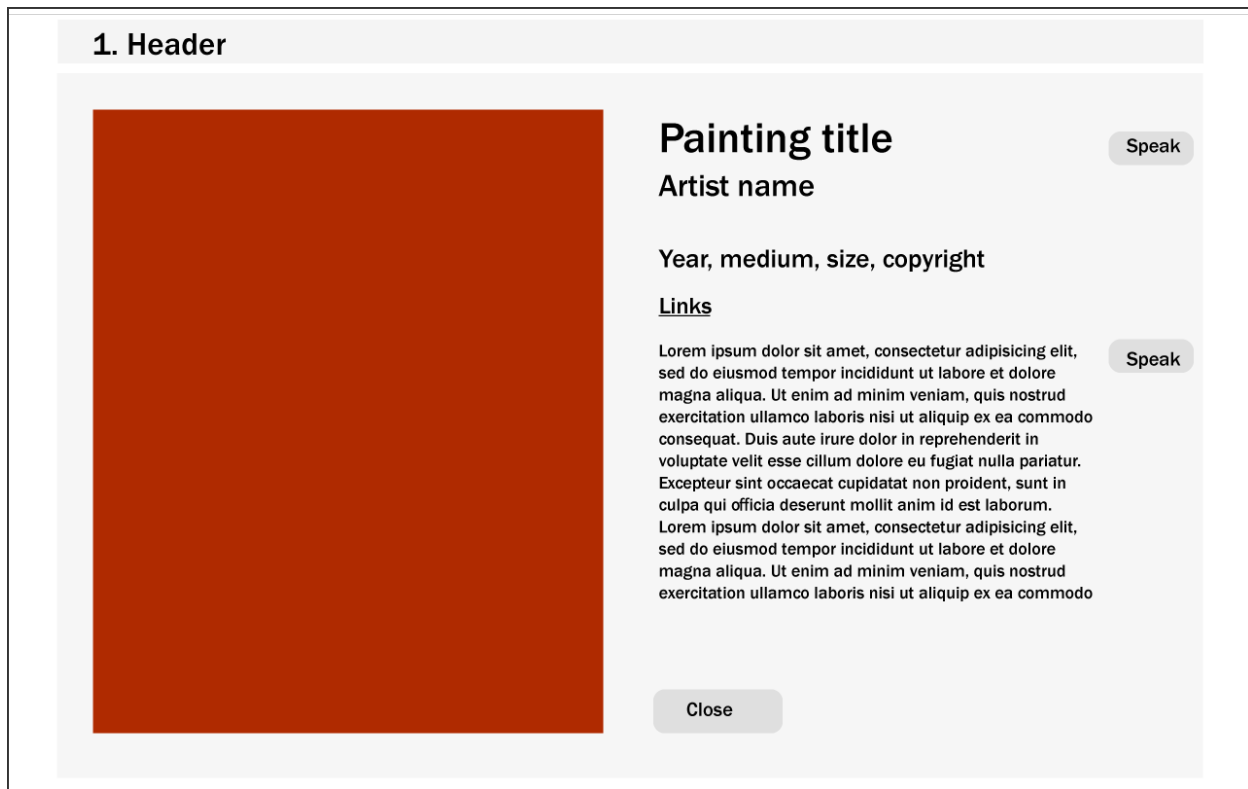 1. Header
Painting title
Speak
Artist name
Year, medium, size, copyright
Links
Lorem ipsum dolor sit amet, consectetur adipisicing elit,
sed do eiusmod tempor incididunt ut labore et dolore
magna aliqua. Ut enim ad minim veniam, quis nostrud
exercitation ullamco laboris nisi ut aliquip ex ea commodo
consequat. Duis aute irure dolor in reprehenderit in
voluptate velit esse cillum dolore eu fugiat nulla pariatur.
Excepteur sint occaecat cupidatat non proident, sunt in
culpa qui officia deserunt mollit anim id est laborum.
Lorem ipsum dolor sit amet, consectetur adipisicing elit,
sed do eiusmod tempor incididunt ut labore et dolore
magna aliqua. Ut enim ad minim veniam, quis nostrud
exercitation ullamco laboris nisi ut aliquip ex ea commodo
Speak
Close